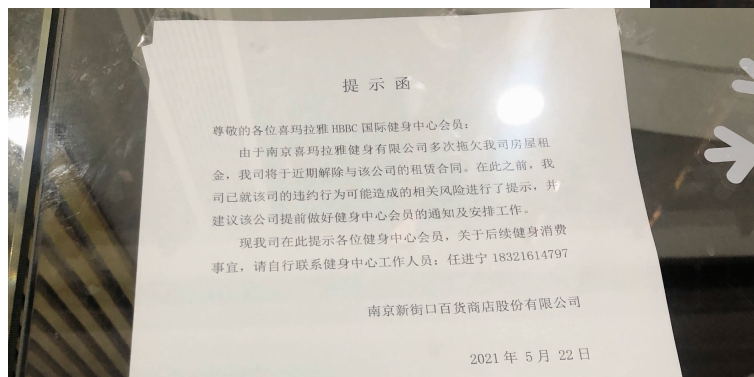 提示函
尊敬的各位喜玛拉雅 HBBC 国际健身中心会员：
由于南京喜玛拉雅健身有限公司多次拖欠我司房屋租
金，我司将于近期解除与该公司的租赁合同。在此之前，我
司已就该司的违约行为可能造成的相关风险进行了提示，并
建议该公司提前做好健身中心会员的通知及安排工作。
现我司在此提示各位健身中心会员，关于后续健身消费
事宜，请自行联系健身中心工作人员：任进宁 18321614797
南京新街口百货商店股份有限公司
2021 年 5 月 22 日